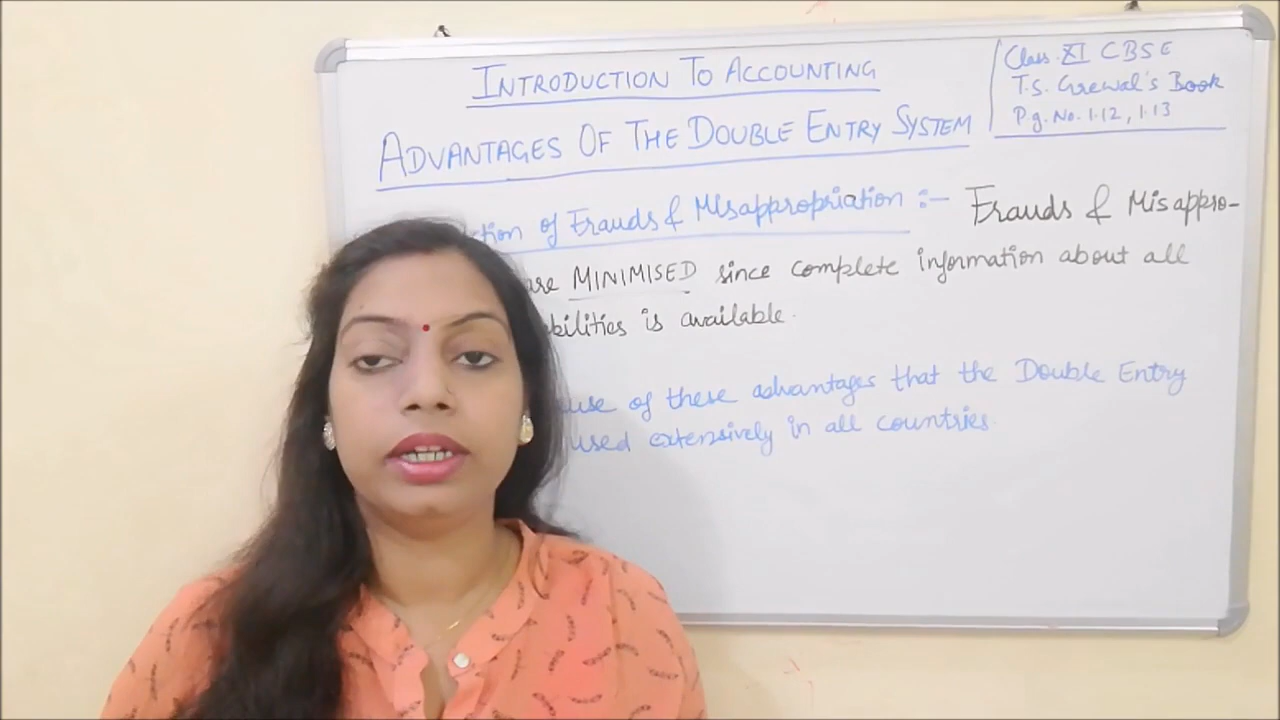 INTRODUCTION TO ACCOUNTING
Class XI CBSE
T.S. Grewal's Book
Pg. No. 1.12, 1.13
ADVANTAGES OF THE DOUBLE ENTRY SYSTEM
of Frauds & Misappropriation :- Frauds & Misappro-
are MINIMISED since complete information about all
is available.
of these advantages that the Double Entry
used extensively in all countries.